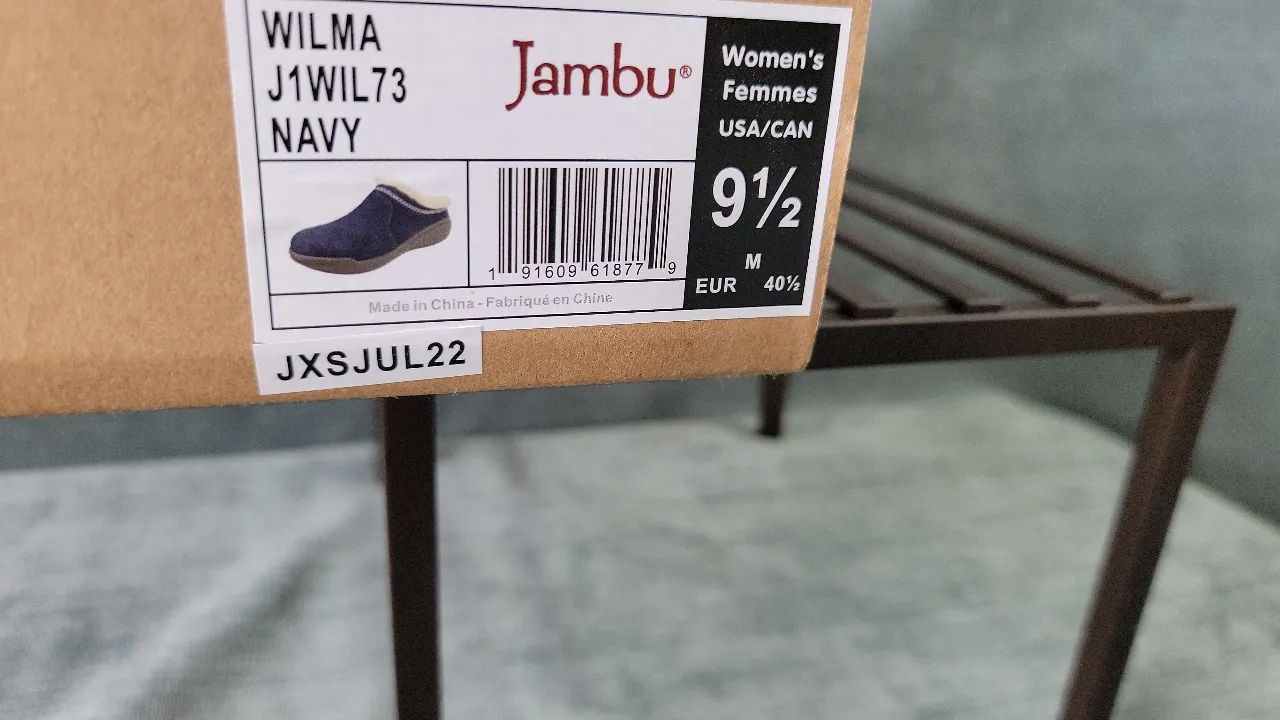 WILMA
J1WIL73
NAVY
Jambu®
Women's
Femmes
USA/CAN
9½
M
EUR 40½
1 91609 61877 9
Made in China - Fabriqué en Chine
JXSJUL22